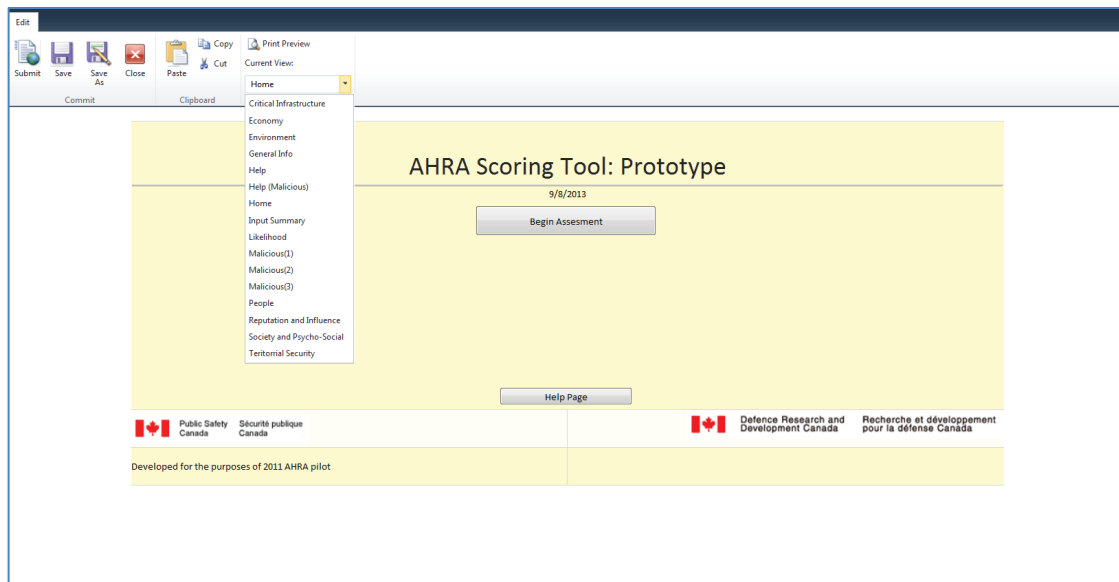 Edit
Submit
Save
Save As
Close
Paste
Copy
Cut
Print Preview
Current View:
Home
Commit
Clipboard
Critical Infrastructure
Economy
Environment
General Info
Help
Help (Malicious)
Home
Input Summary
Likelihood
Malicious(1)
Malicious(2)
Malicious(3)
People
Reputation and Influence
Society and Psycho-Social
Teritorrial Security
AHRA Scoring Tool: Prototype
9/8/2013
Begin Assesment
Help Page
Public Safety Canada
Sécurité publique Canada
Defence Research and Development Canada
Recherche et développement pour la défense Canada
Developed for the purposes of 2011 AHRA pilot